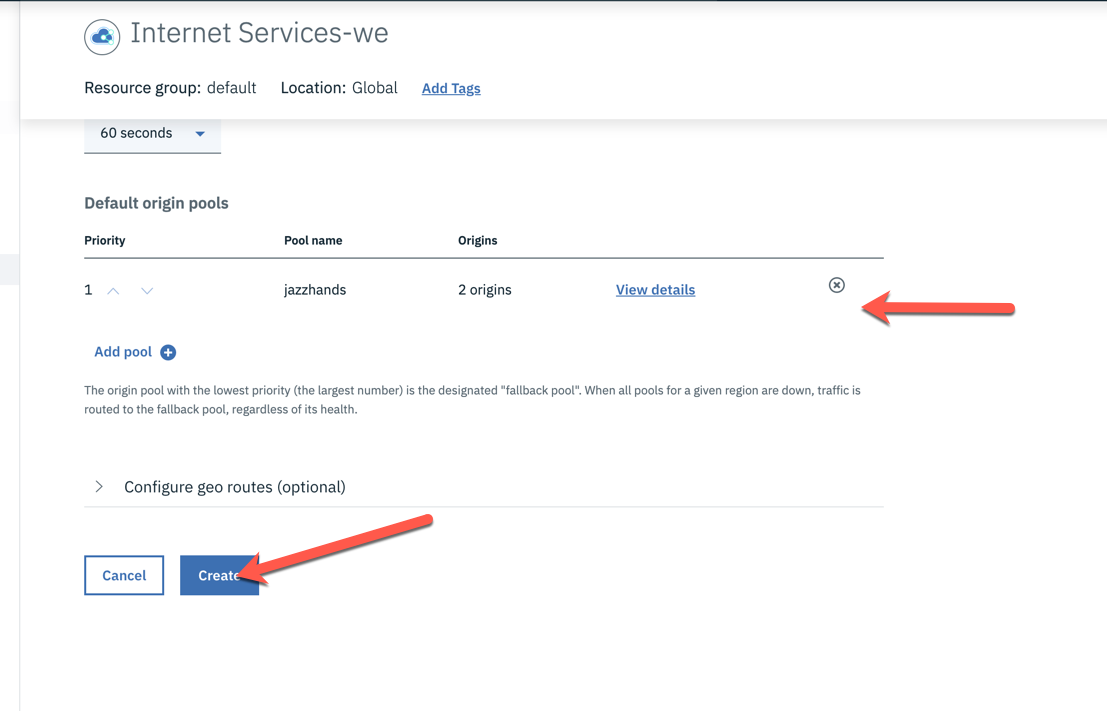 Internet Services-we
Resource group: default Location: Global Add Tags
60 seconds
Default origin pools
Priority Pool name Origins
1 jazzhands 2 origins View details
Add pool
The origin pool with the lowest priority (the largest number) is the designated "fallback pool". When all pools for a given region are down, traffic is
routed to the fallback pool, regardless of its health.
Configure geo routes (optional)
Cancel Create